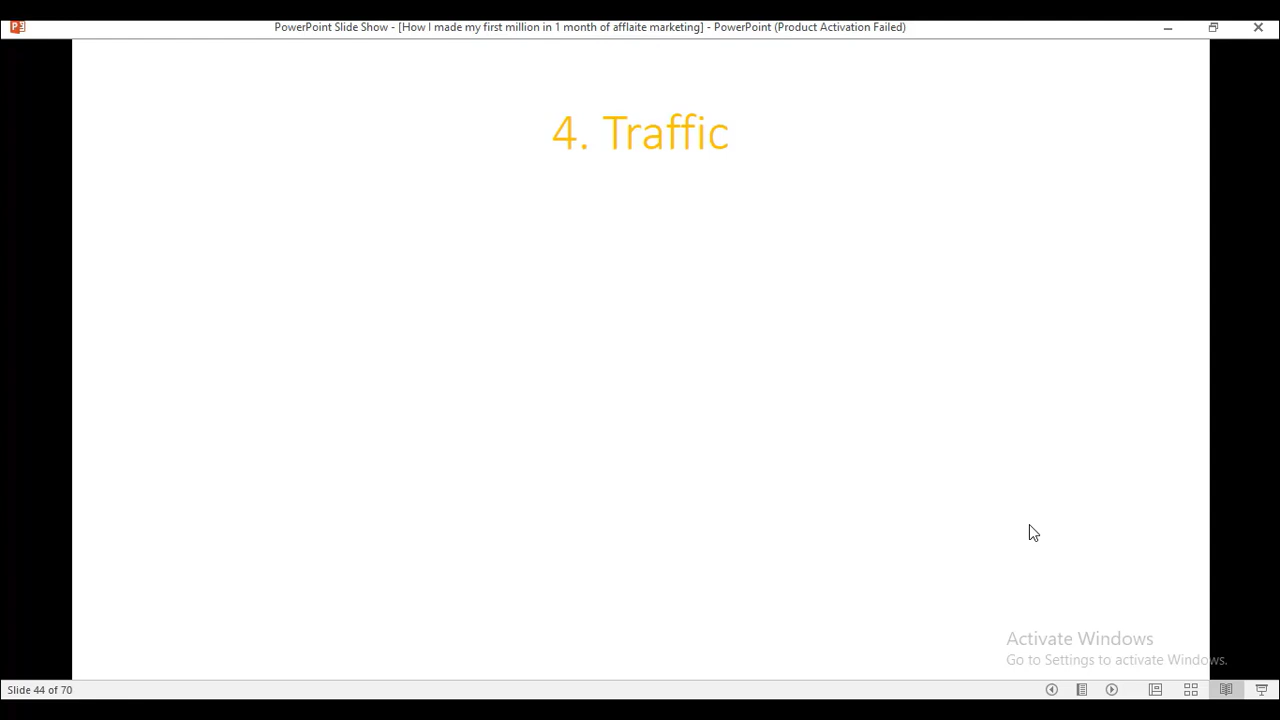 PowerPoint Slide Show - [How I made my first million in 1 month of afflaite marketing] - PowerPoint (Product Activation Failed)
4. Traffic
Activate Windows
Go to Settings to activate Windows.
Slide 44 of 70